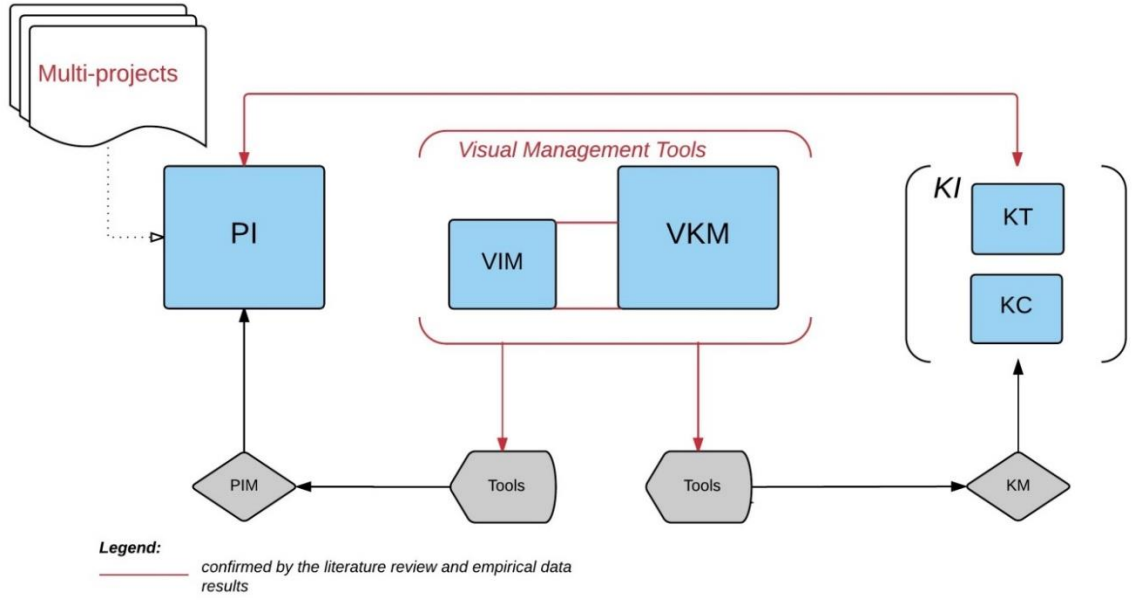 Multi-projects
Visual Management Tools
KI
PI
VIM
VKM
KT
KC
PIM
Tools
Tools
KM
Legend:
confirmed by the literature review and empirical data
results